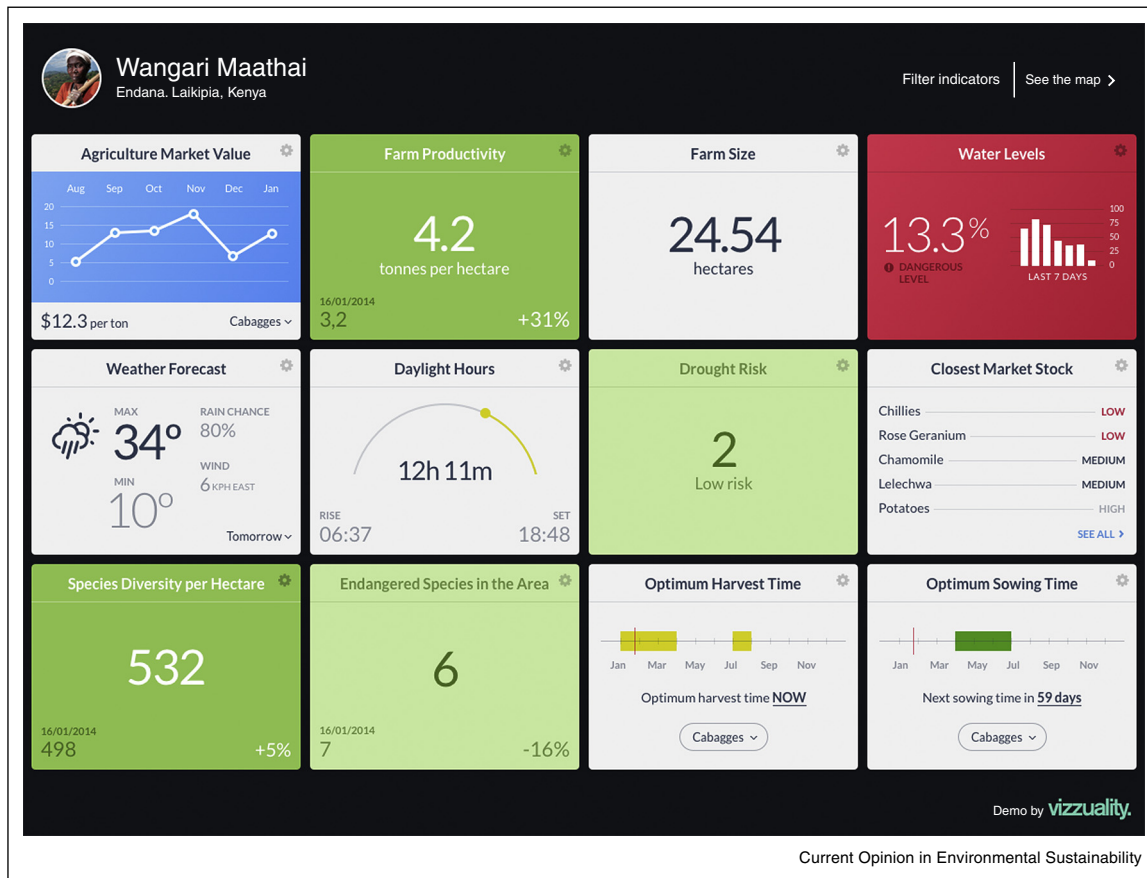 Wangari Maathai
Endana. Laikipia, Kenya
Filter indicators
See the map
Agriculture Market Value
Aug Sep Oct Nov Dec Jan
20
15
10
5
0
$12.3 per ton
Cabagges
Farm Productivity
4.2
tonnes per hectare
16/01/2014
3,2
+31%
Farm Size
24.54
hectares
Water Levels
13.3%
DANGEROUS
LEVEL
100
75
50
25
0
LAST 7 DAYS
Weather Forecast
MAX
34º
MIN
10º
RAIN CHANCE
80%
WIND
6 KPH EAST
Tomorrow
Daylight Hours
12h 11m
RISE
06:37
SET
18:48
Drought Risk
2
Low risk
Closest Market Stock
Chillies LOW
Rose Geranium LOW
Chamomile MEDIUM
Lelechwa MEDIUM
Potatoes HIGH
SEE ALL
Species Diversity per Hectare
532
16/01/2014
498
+5%
Endangered Species in the Area
6
16/01/2014
7
-16%
Optimum Harvest Time
Jan Mar May Jul Sep Nov
Optimum harvest time NOW
Cabagges
Optimum Sowing Time
Jan Mar May Jul Sep Nov
Next sowing time in 59 days
Cabagges
Demo by vizzuality.
Current Opinion in Environmental Sustainability